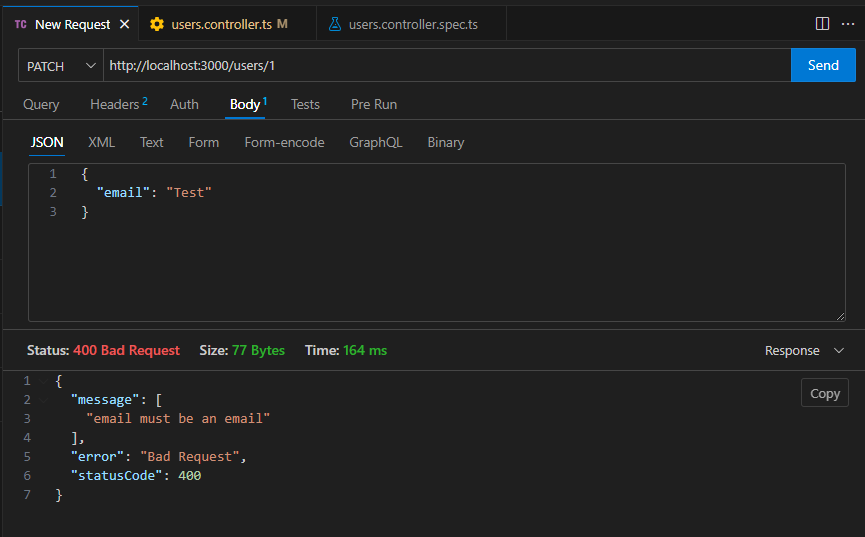 TC New Request users.controller.ts M users.controller.spec.ts
PATCH http://localhost:3000/users/1 Send
Query Headers 2 Auth Body 1 Tests Pre Run
JSON XML Text Form Form-encode GraphQL Binary
1 {
2 "email": "Test"
3 }
Status: 400 Bad Request Size: 77 Bytes Time: 164 ms Response
1 {
Copy
2 "message": [
3 "email must be an email"
4 ],
5 "error": "Bad Request",
6 "statusCode": 400
7 }